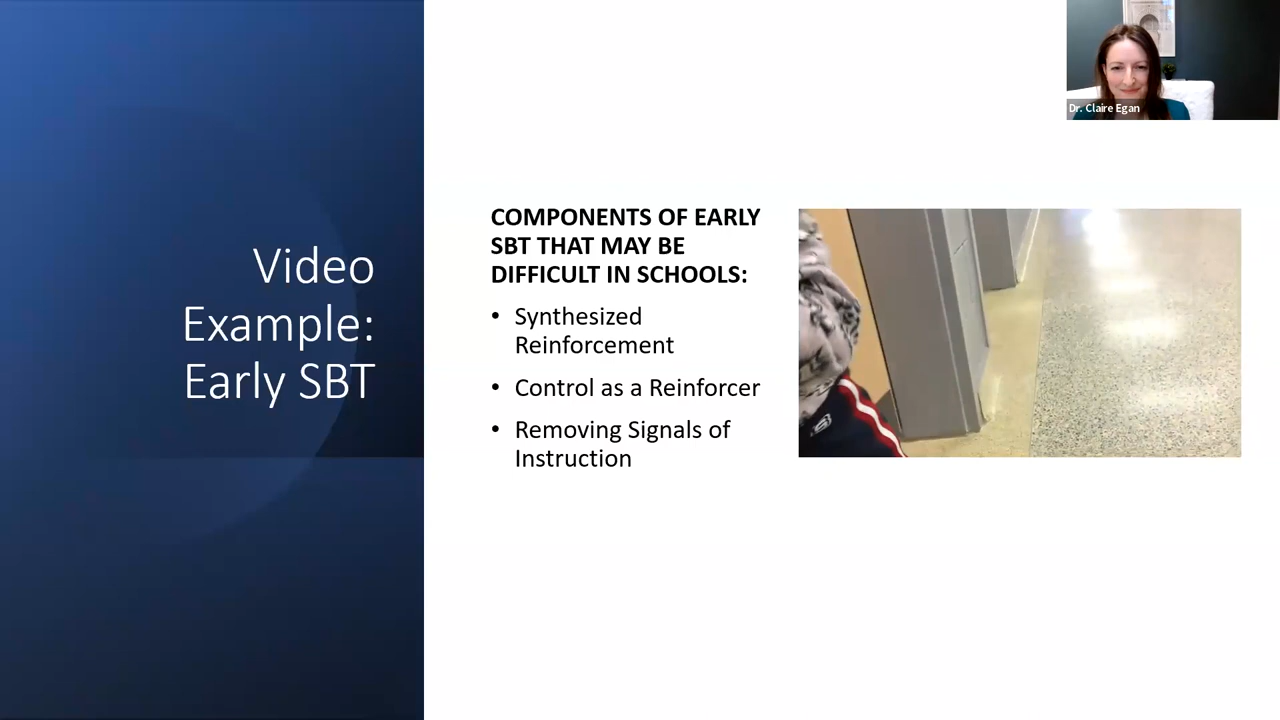 Video
Example:
Early SBT
COMPONENTS OF EARLY
SBT THAT MAY BE
DIFFICULT IN SCHOOLS:
• Synthesized
Reinforcement
• Control as a Reinforcer
• Removing Signals of
Instruction
Dr. Claire Egan